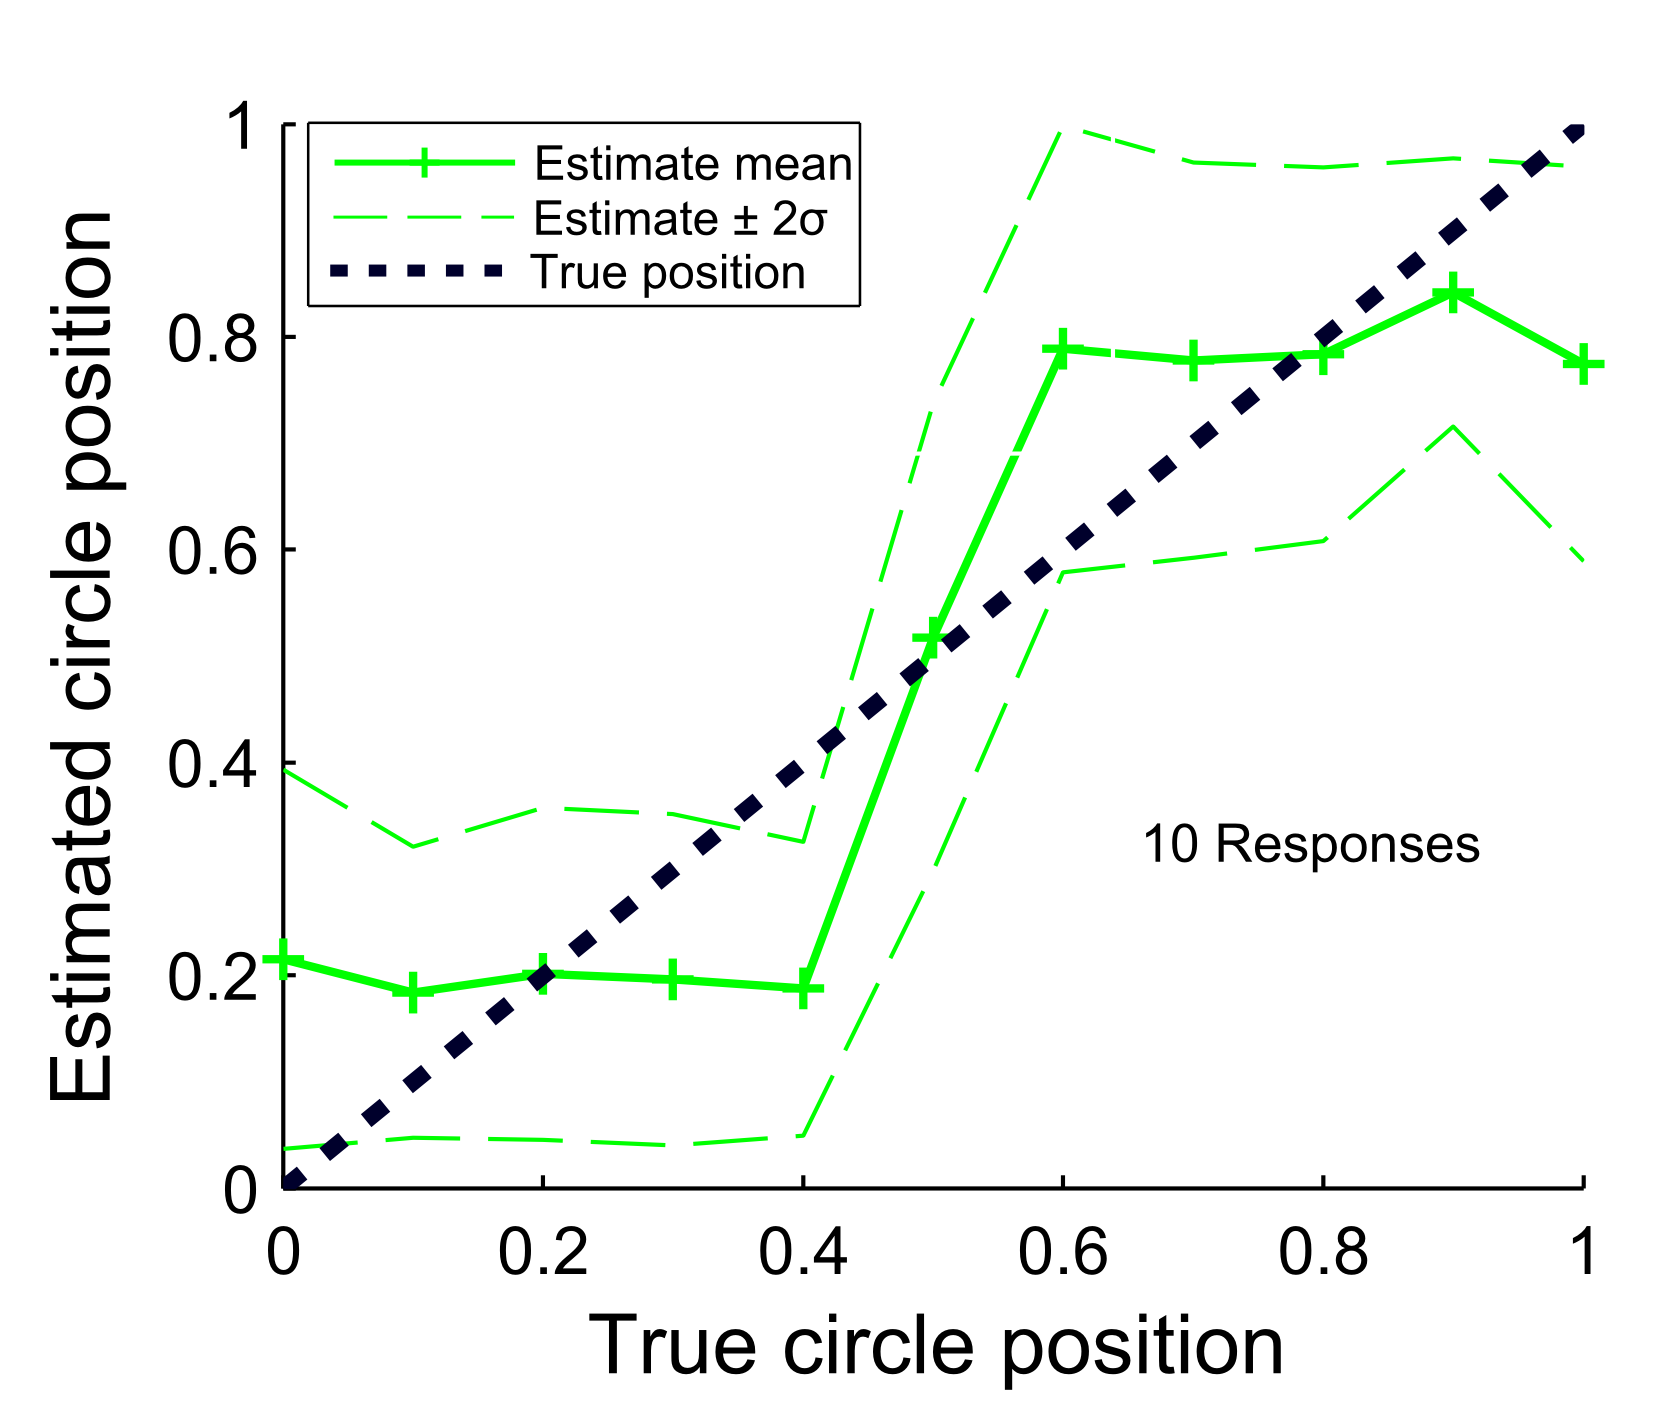 Estimated circle position
1
0.8
0.6
0.4
0.2
0
Estimate mean
Estimate ± 2σ
True position
10 Responses
0 0.2 0.4 0.6 0.8 1
True circle position